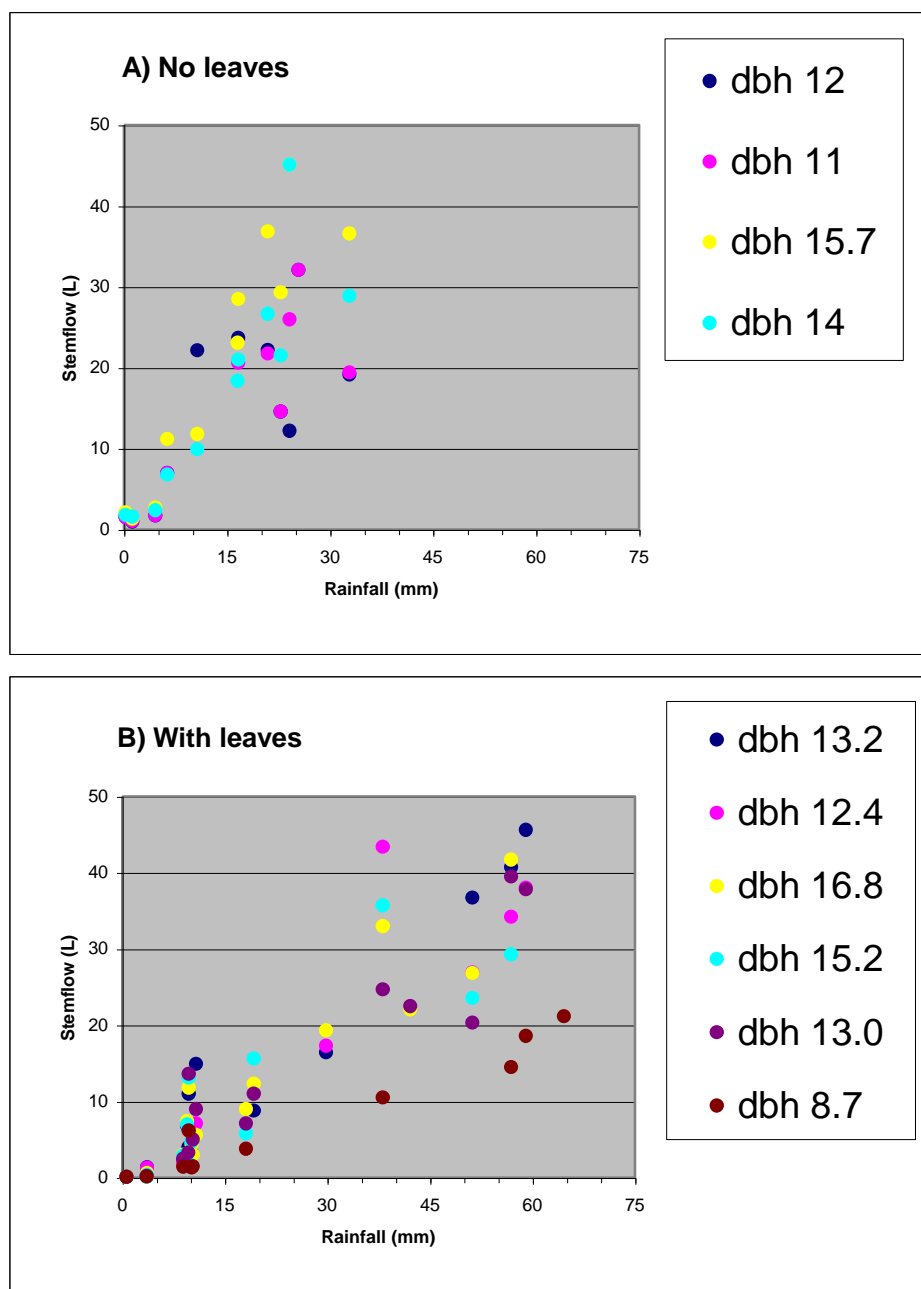 A) No leaves
50
40
30
20
10
0
0 15 30 45 60 75
Stemflow (L)
Rainfall (mm)
dbh 12
dbh 11
dbh 15.7
dbh 14
B) With leaves
50
40
30
20
10
0
0 15 30 45 60 75
Stemflow (L)
Rainfall (mm)
dbh 13.2
dbh 12.4
dbh 16.8
dbh 15.2
dbh 13.0
dbh 8.7